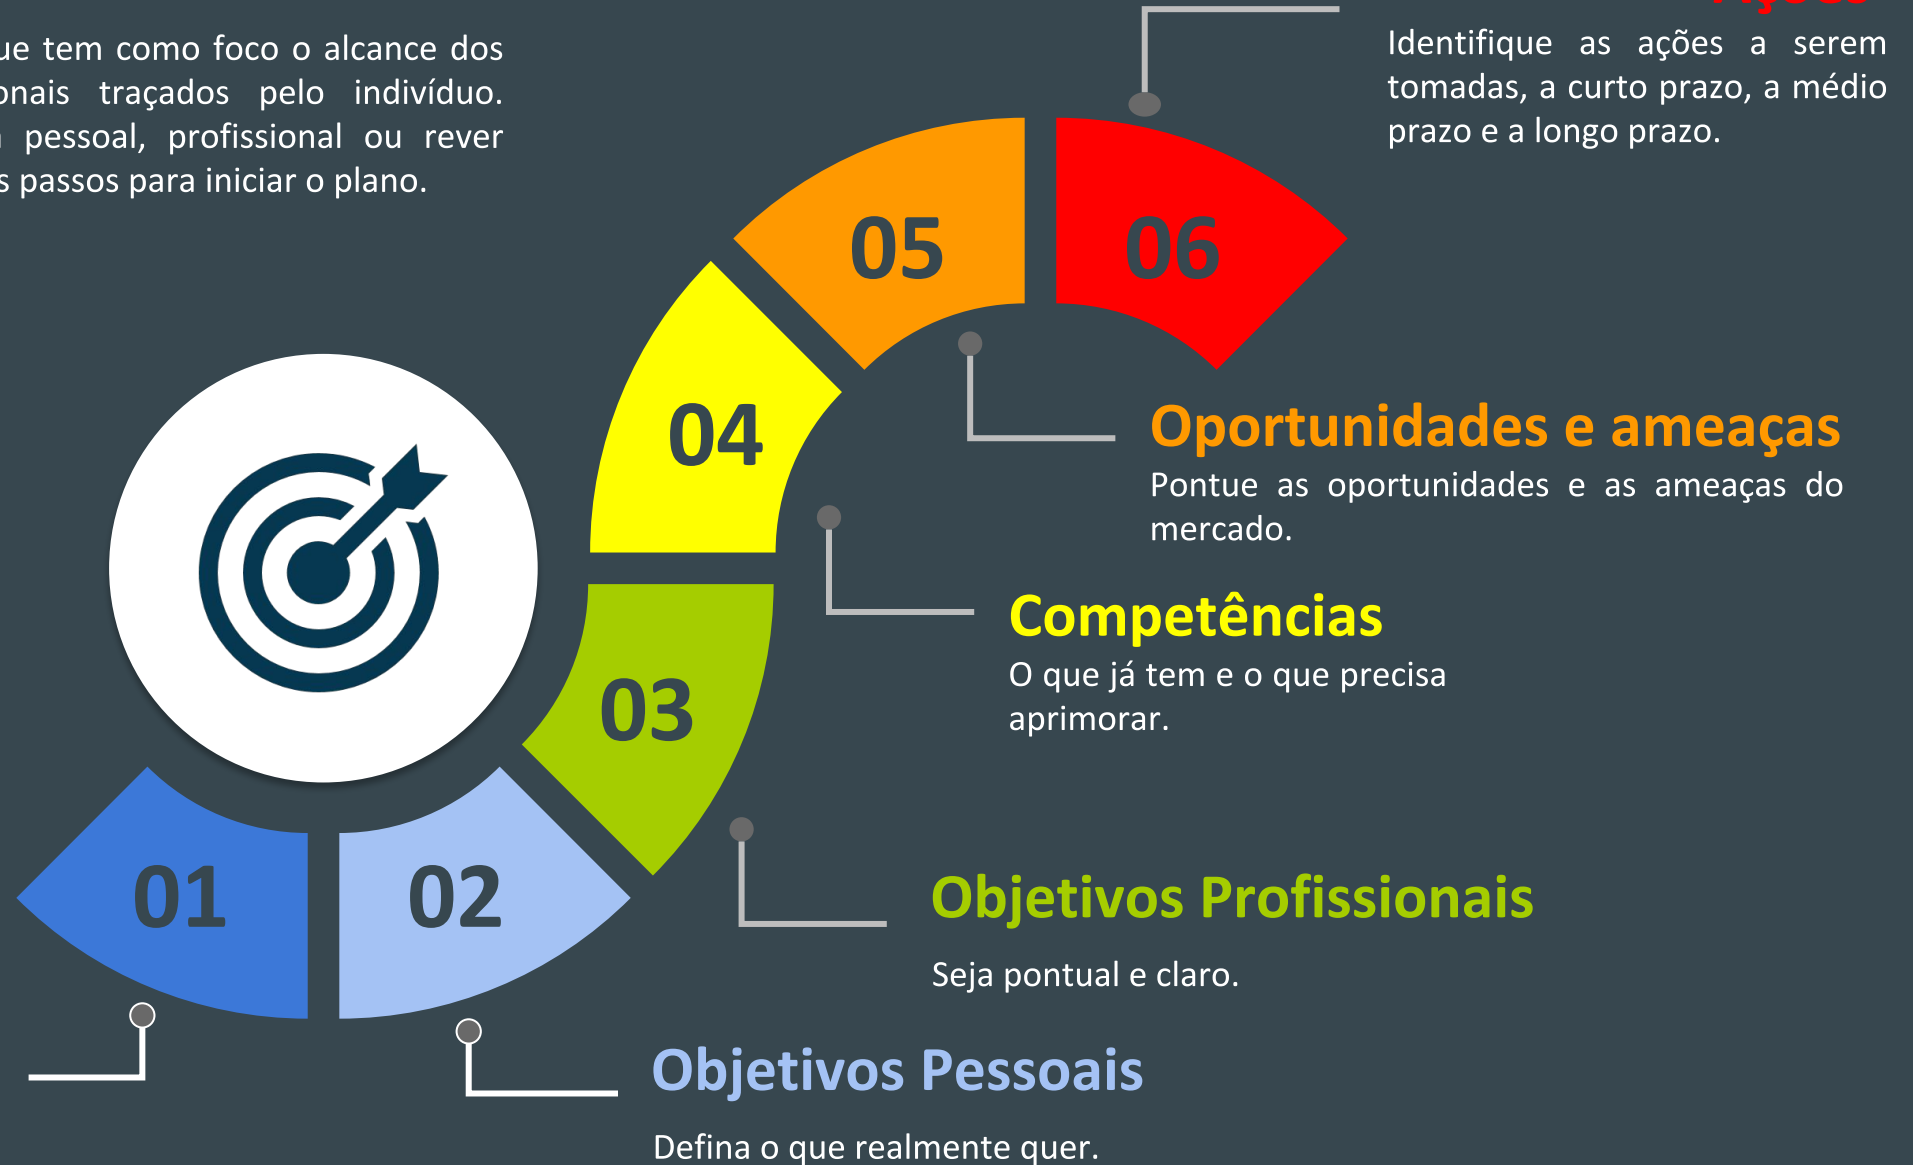 que tem como foco o alcance dos
traçados pelo indivíduo.
pessoal, profissional ou rever
passos para iniciar o plano.
Ações
Identifique as ações a serem
tomadas, a curto prazo, a médio
prazo e a longo prazo.
05
06
04
Oportunidades e ameaças
Pontue as oportunidades e as ameaças do
mercado.
Competências
O que já tem e o que precisa
aprimorar.
03
01
02
Objetivos Profissionais
Seja pontual e claro.
Objetivos Pessoais
Defina o que realmente quer.